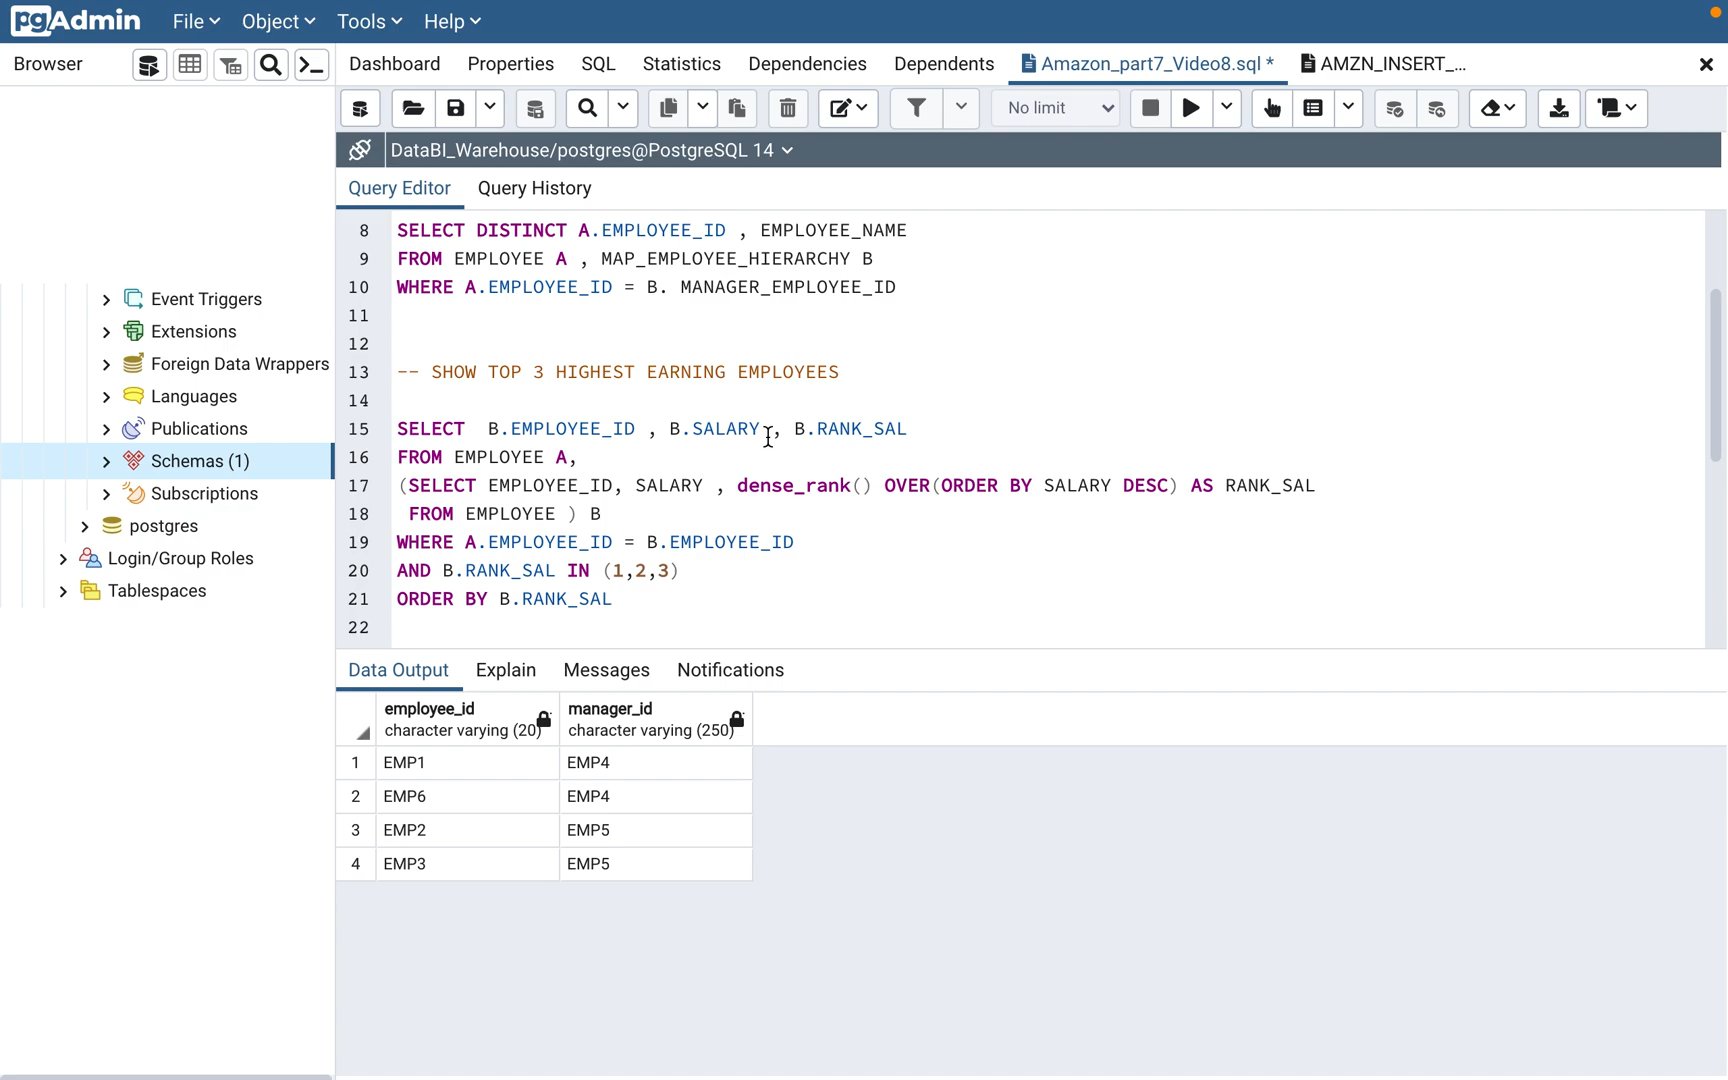 pgAdmin File Object Tools Help
Browser Dashboard Properties SQL Statistics Dependencies Dependents Amazon_part7_Video8.sql * AMZN_INSERT_...
No limit
DataBI_Warehouse/postgres@PostgreSQL 14
Query Editor Query History
8 SELECT DISTINCT A.EMPLOYEE_ID , EMPLOYEE_NAME
9 FROM EMPLOYEE A , MAP_EMPLOYEE_HIERARCHY B
10 WHERE A.EMPLOYEE_ID = B. MANAGER_EMPLOYEE_ID
11
12
13 -- SHOW TOP 3 HIGHEST EARNING EMPLOYEES
14
15 SELECT B.EMPLOYEE_ID , B.SALARY , B.RANK_SAL
16 FROM EMPLOYEE A,
17 (SELECT EMPLOYEE_ID, SALARY , dense_rank() OVER(ORDER BY SALARY DESC) AS RANK_SAL
18 FROM EMPLOYEE ) B
19 WHERE A.EMPLOYEE_ID = B.EMPLOYEE_ID
20 AND B.RANK_SAL IN (1,2,3)
21 ORDER BY B.RANK_SAL
22
Event Triggers
Extensions
Foreign Data Wrappers
Languages
Publications
Schemas (1)
Subscriptions
postgres
Login/Group Roles
Tablespaces
Data Output Explain Messages Notifications
employee_id manager_id
character varying (20) character varying (250)
1 EMP1 EMP4
2 EMP6 EMP4
3 EMP2 EMP5
4 EMP3 EMP5